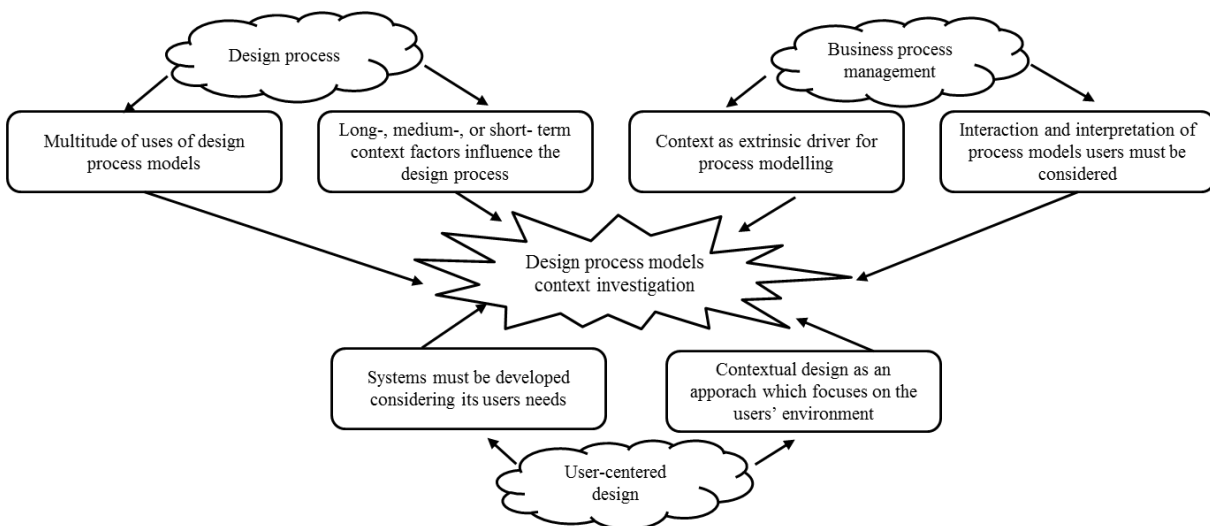 Design process
Business process
management
Multitude of uses of design
process models
Long-, medium-, or short- term
context factors influence the
design process
Context as extrinsic driver for
process modelling
Interaction and interpretation of
process models users must be
considered
Design process models
context investigation
Systems must be developed
considering its users needs
Contextual design as an
apporach which focuses on the
users’ environment
User-centered
design